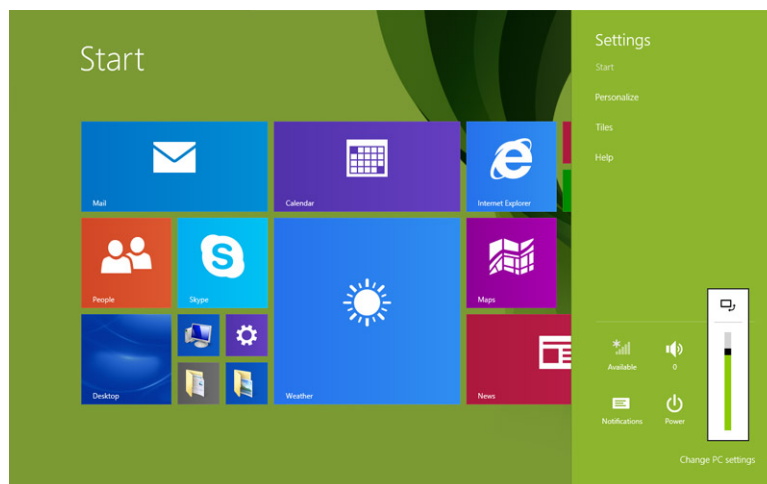 Start
Mail
Calendar
Internet Explorer
People
Skype
Maps
Desktop
Weather
News
Settings
Start
Personalize
Tiles
Help
Available
0
Notifications
Power
Change PC settings